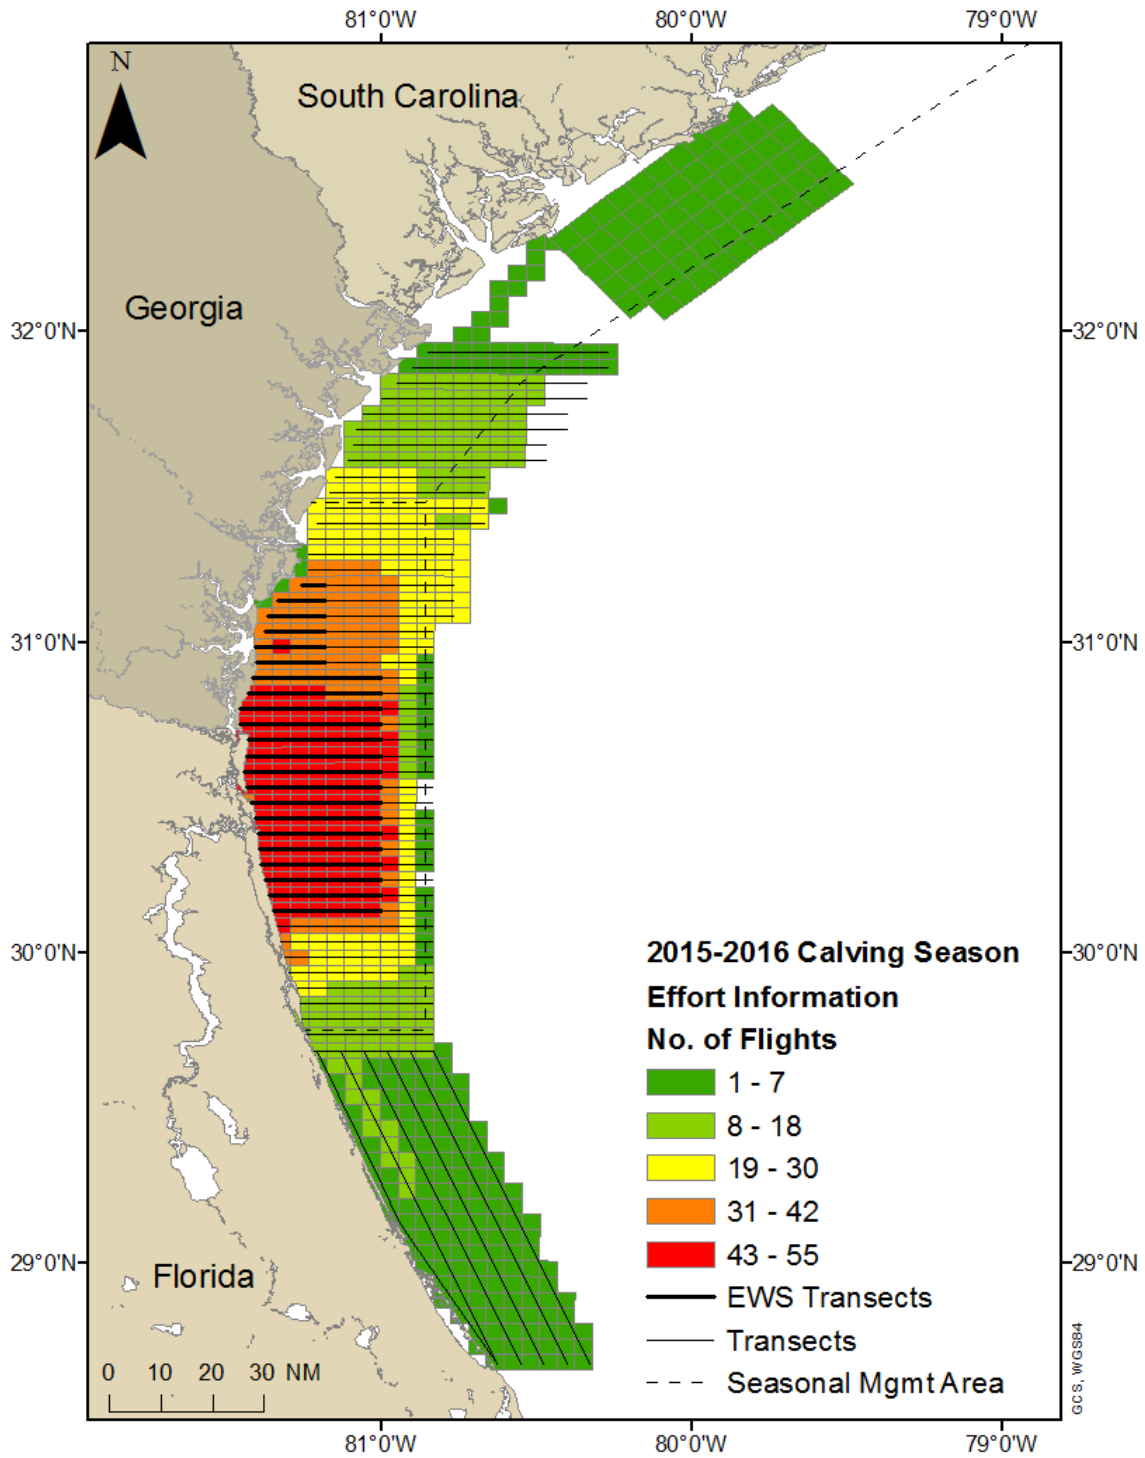 81°0'W 80°0'W 79°0'W
N
South Carolina
Georgia
32°0'N 32°0'N
31°0'N 31°0'N
30°0'N 30°0'N
2015-2016 Calving Season
Effort Information
No. of Flights
1 - 7
8 - 18
19 - 30
31 - 42
43 - 55
29°0'N 29°0'N
Florida
EWS Transects
Transects
Seasonal Mgmt Area
0 10 20 30 NM
GCS, WGS84
81°0'W 80°0'W 79°0'W